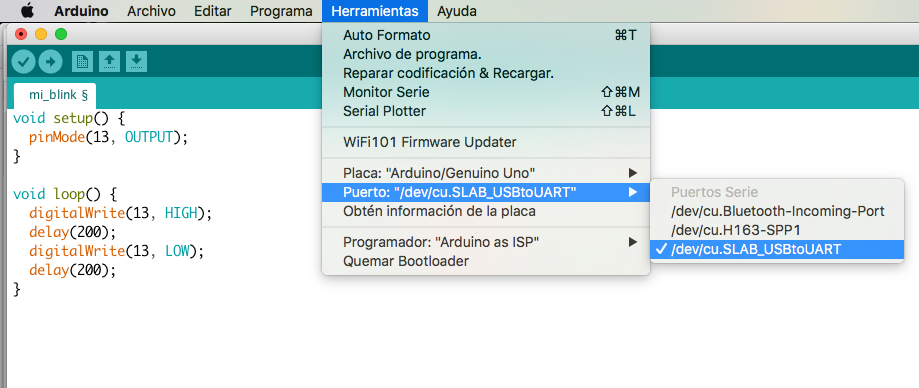 Arduino Archivo Editar Programa Herramientas Ayuda
mi_blink §
void setup() {
  pinMode(13, OUTPUT);
}
void loop() {
  digitalWrite(13, HIGH);
  delay(200);
  digitalWrite(13, LOW);
  delay(200);
}
Auto Formato ⌘T
Archivo de programa.
Reparar codificación & Recargar.
Monitor Serie ⇧⌘M
Serial Plotter ⇧⌘L
WiFi101 Firmware Updater
Placa: "Arduino/Genuino Uno"
Puerto: "/dev/cu.SLAB_USBtoUART"
Obtén información de la placa
Programador: "Arduino as ISP"
Quemar Bootloader
Puertos Serie
/dev/cu.Bluetooth-Incoming-Port
/dev/cu.H163-SPP1
✓ /dev/cu.SLAB_USBtoUART